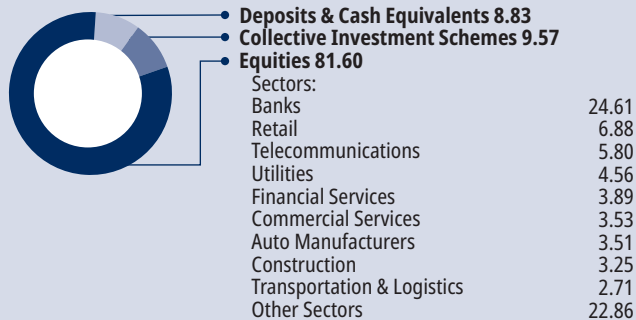 Deposits & Cash Equivalents 8.83
Collective Investment Schemes 9.57
Equities 81.60
Sectors:
Banks 24.61
Retail 6.88
Telecommunications 5.80
Utilities 4.56
Financial Services 3.89
Commercial Services 3.53
Auto Manufacturers 3.51
Construction 3.25
Transportation & Logistics 2.71
Other Sectors 22.86